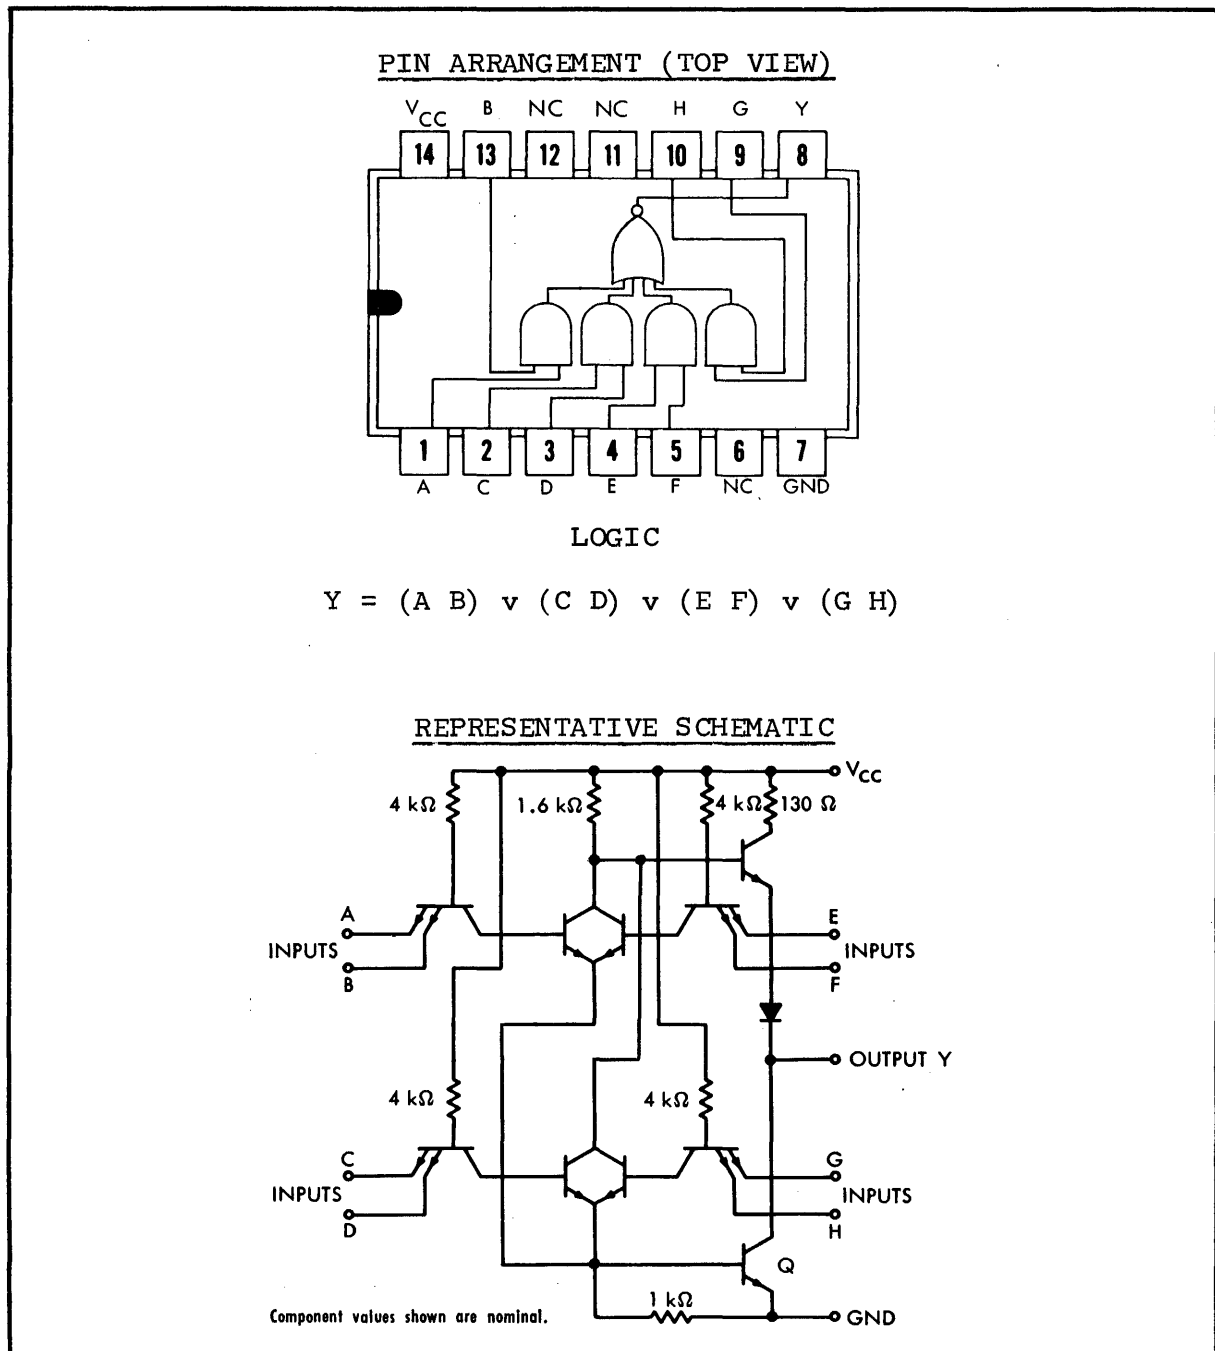 PIN ARRANGEMENT (TOP VIEW)
VCC B NC NC H G Y
14 13 12 11 10 9 8
1 2 3 4 5 6 7
A C D E F NC GND
LOGIC
Y = (A B) v (C D) v (E F) v (G H)
REPRESENTATIVE SCHEMATIC
VCC
4 kΩ 1.6 kΩ 4 kΩ 130 Ω
A E
INPUTS INPUTS
B F
OUTPUT Y
4 kΩ 4 kΩ
C G
INPUTS INPUTS
D H
Q
1 kΩ
Component values shown are nominal. GND